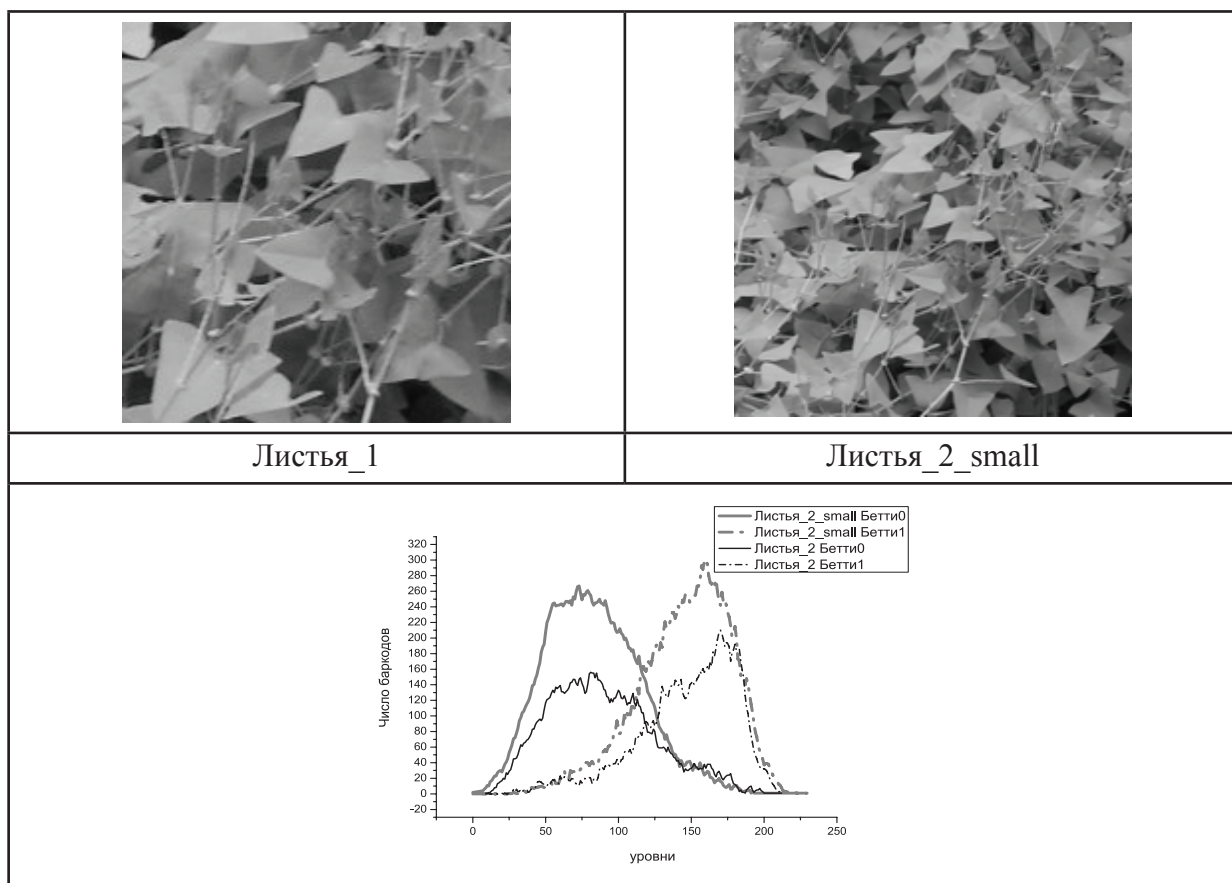 Листья_1
Листья_2_small
Листья_2_small Бетти0
Листья_2_small Бетти1
Листья_2 Бетти0
Листья_2 Бетти1
Число баркодов
320
300
280
260
240
220
200
180
160
140
120
100
80
60
40
20
0
-20
0 50 100 150 200 250
уровни